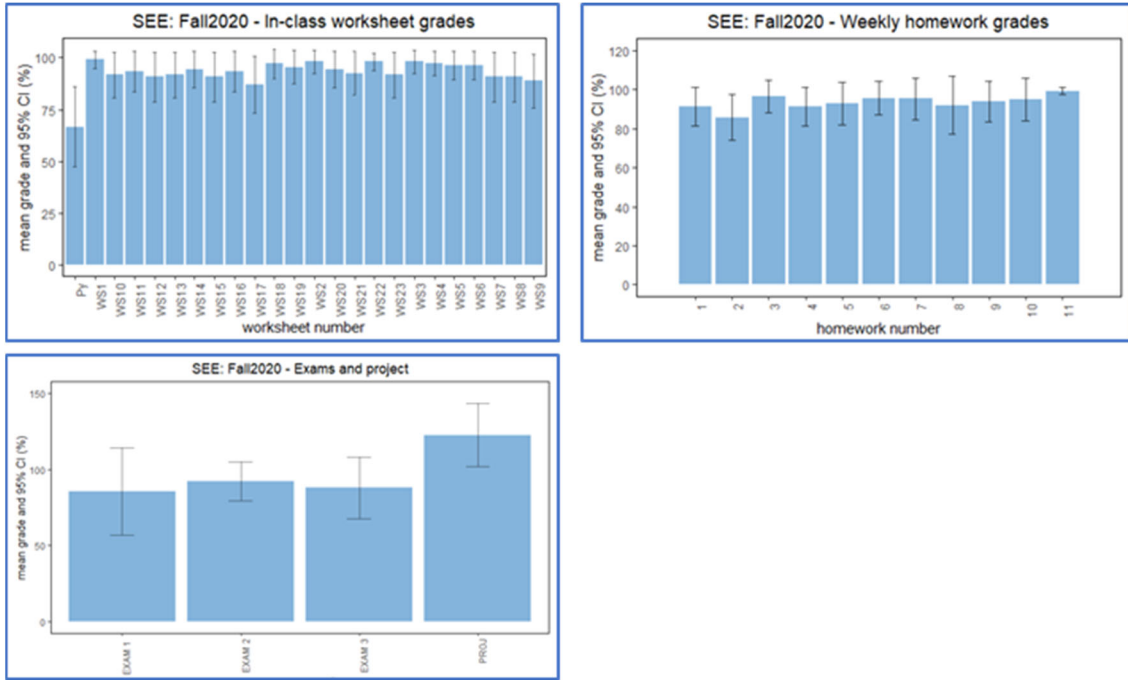 SEE: Fall2020 - In-class worksheet grades
mean grade and 95% CI (%)
100
75
50
25
0
Py
WS1
WS10
WS11
WS12
WS13
WS14
WS15
WS16
WS17
WS18
WS19
WS2
WS20
WS21
WS22
WS23
WS3
WS4
WS5
WS6
WS7
WS8
WS9
worksheet number
SEE: Fall2020 - Weekly homework grades
mean grade and 95% CI (%)
120
100
80
60
40
20
0
1
2
3
4
5
6
7
8
9
10
11
homework number
SEE: Fall2020 - Exams and project
mean grade and 95% CI (%)
150
100
50
0
EXAM 1
EXAM 2
EXAM 3
PROJ